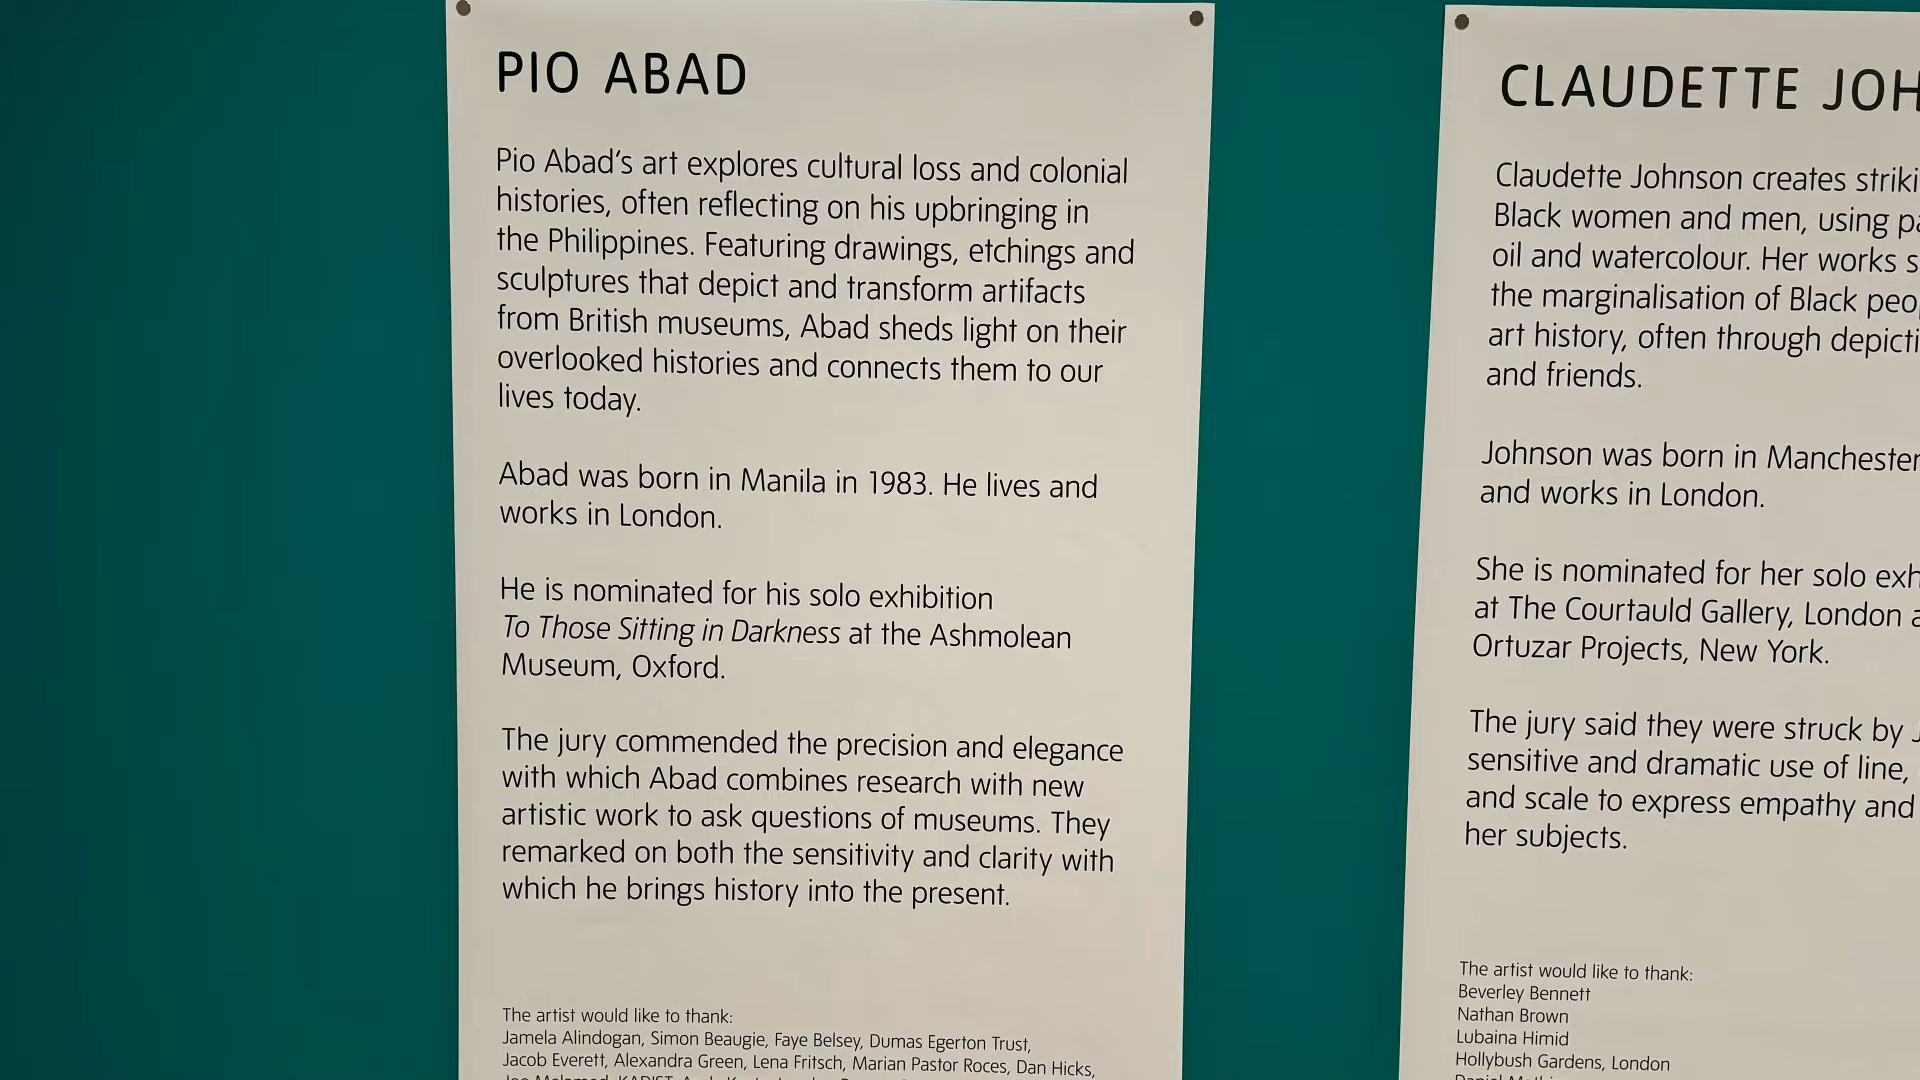 PIO ABAD
Pio Abad's art explores cultural loss and colonial
histories, often reflecting on his upbringing in
the Philippines. Featuring drawings, etchings and
sculptures that depict and transform artifacts
from British museums, Abad sheds light on their
overlooked histories and connects them to our
lives today.
Abad was born in Manila in 1983. He lives and
works in London.
He is nominated for his solo exhibition
To Those Sitting in Darkness at the Ashmolean
Museum, Oxford.
The jury commended the precision and elegance
with which Abad combines research with new
artistic work to ask questions of museums. They
remarked on both the sensitivity and clarity with
which he brings history into the present.
The artist would like to thank:
Jamela Alindogan, Simon Beaugie, Faye Belsey, Dumas Egerton Trust,
Jacob Everett, Alexandra Green, Lena Fritsch, Marian Pastor Roces, Dan Hicks,
CLAUDETTE
Claudette Johnson creates
Black women and men, using
oil and watercolour. Her works
the marginalisation of Black
art history, often through
and friends.
Johnson was born in Manchester
and works in London.
She is nominated for her solo
at The Courtauld Gallery, London
Ortuzar Projects, New York.
The jury said they were struck by
sensitive and dramatic use of line,
and scale to express empathy and
her subjects.
The artist would like to thank:
Beverley Bennett
Nathan Brown
Lubaina Himid
Hollybush Gardens, London